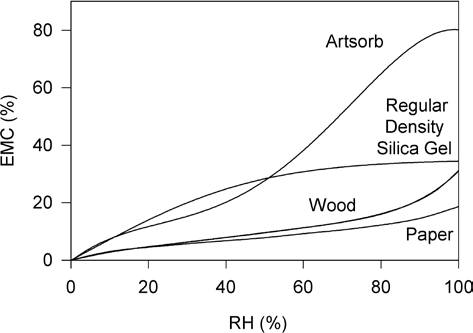 80
60
40
20
0
EMC (%)
Artsorb
Regular
Density
Silica Gel
Wood
Paper
0
20
40
60
80
100
RH (%)